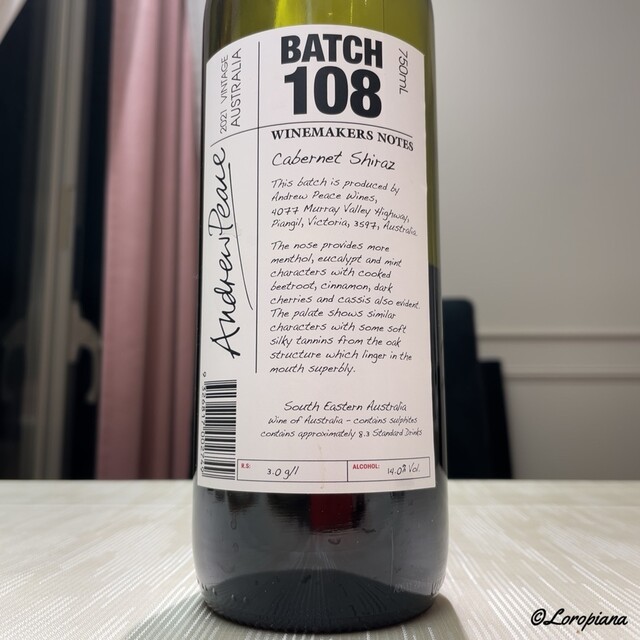 BATCH
108
750mL
2021 VINTAGE
AUSTRALIA
WINEMAKERS NOTES
Andrew Peace
Cabernet Shiraz
This batch is produced by
Andrew Peace Wines,
4077 Murray Valley Highway,
Piangil, Victoria, 3597, Australia.
The nose provides more
menthol, eucalypt and mint
characters with cooked
beetroot, cinnamon, dark
cherries and cassis also evident.
The palate shows similar
characters with some soft
silky tannins from the oak
structure which linger in the
mouth superbly.
South Eastern Australia
Wine of Australia - contains sulphites
contains approximately 8.3 Standard Drinks
R.S: 3.0 g/l ALCOHOL: 14.0% Vol.
©Loropiana